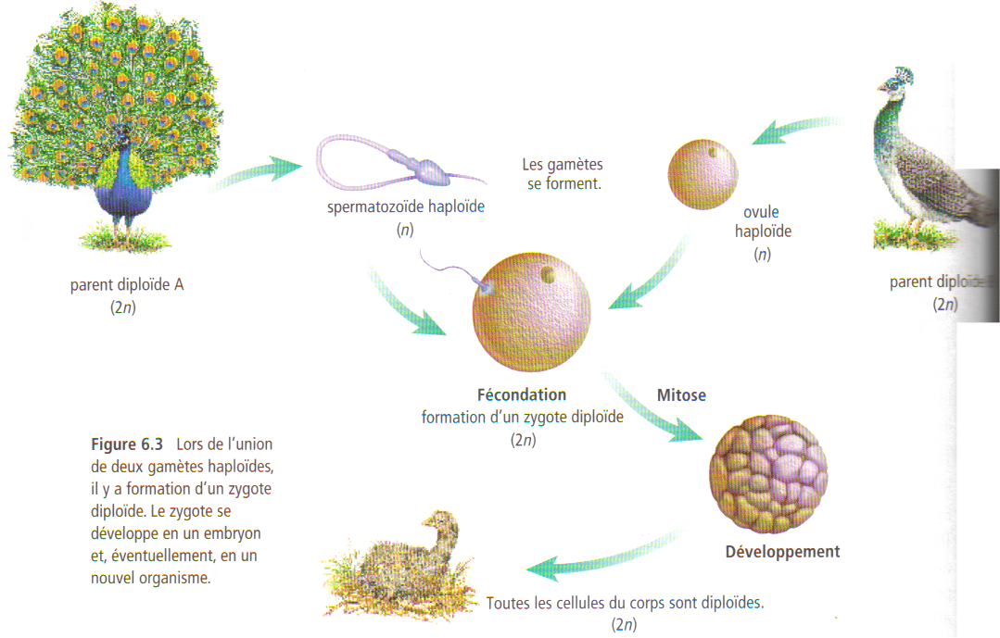 Les gamètes
se forment.
spermatozoïde haploïde
(n)
ovule
haploïde
(n)
parent diploïde A
(2n)
parent diploïde
(2n)
Fécondation
formation d'un zygote diploïde
(2n)
Mitose
Figure 6.3 Lors de l'union
de deux gamètes haploïdes,
il y a formation d'un zygote
diploïde. Le zygote se
développe en un embryon
et, éventuellement, en un
nouvel organisme.
Développement
Toutes les cellules du corps sont diploïdes.
(2n)